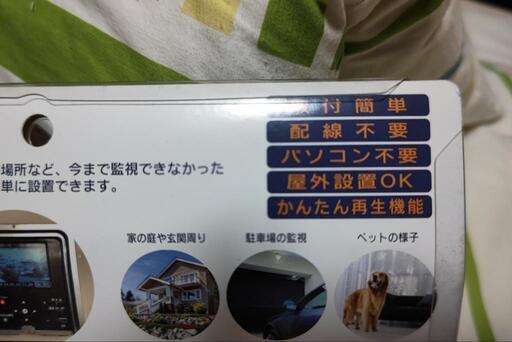 付簡単
配線不要
パソコン不要
屋外設置OK
かんたん再生機能
場所など、今まで監視できなかった
単に設置できます。
家の庭や玄関周り
駐車場の監視
ペットの様子